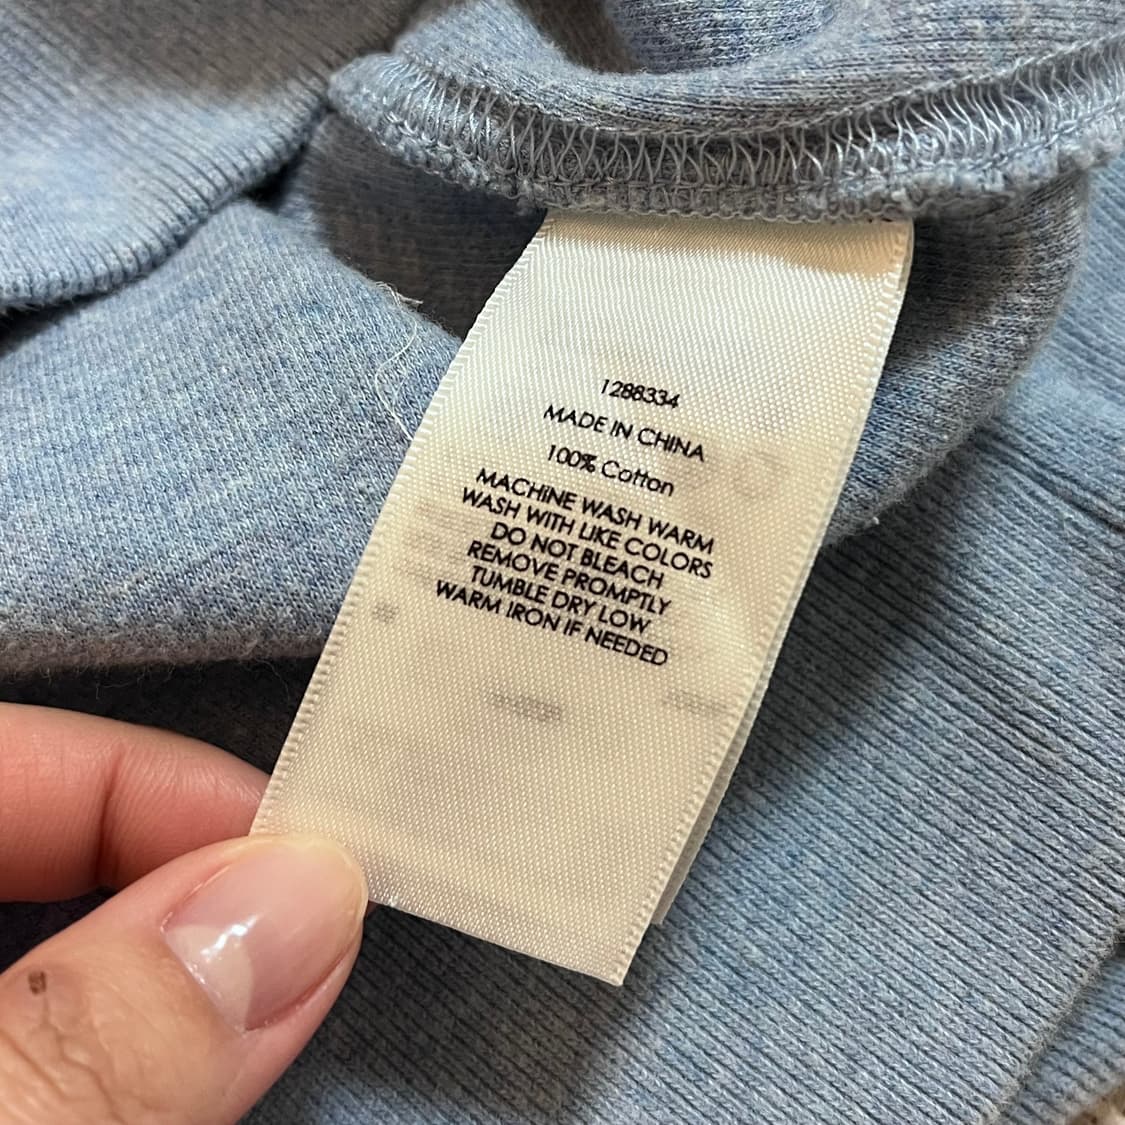 1288334
MADE IN CHINA
100% Cotton
MACHINE WASH WARM
WASH WITH LIKE COLORS
DO NOT BLEACH
REMOVE PROMPTLY
TUMBLE DRY LOW
WARM IRON IF NEEDED